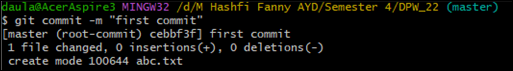 daula@AcerAspire3 MINGW32 /d/M Hashfi Fanny AYD/Semester 4/DPW_22 (master)
$ git commit -m "first commit"
[master (root-commit) cebbf3f] first commit
 1 file changed, 0 insertions(+), 0 deletions(-)
 create mode 100644 abc.txt